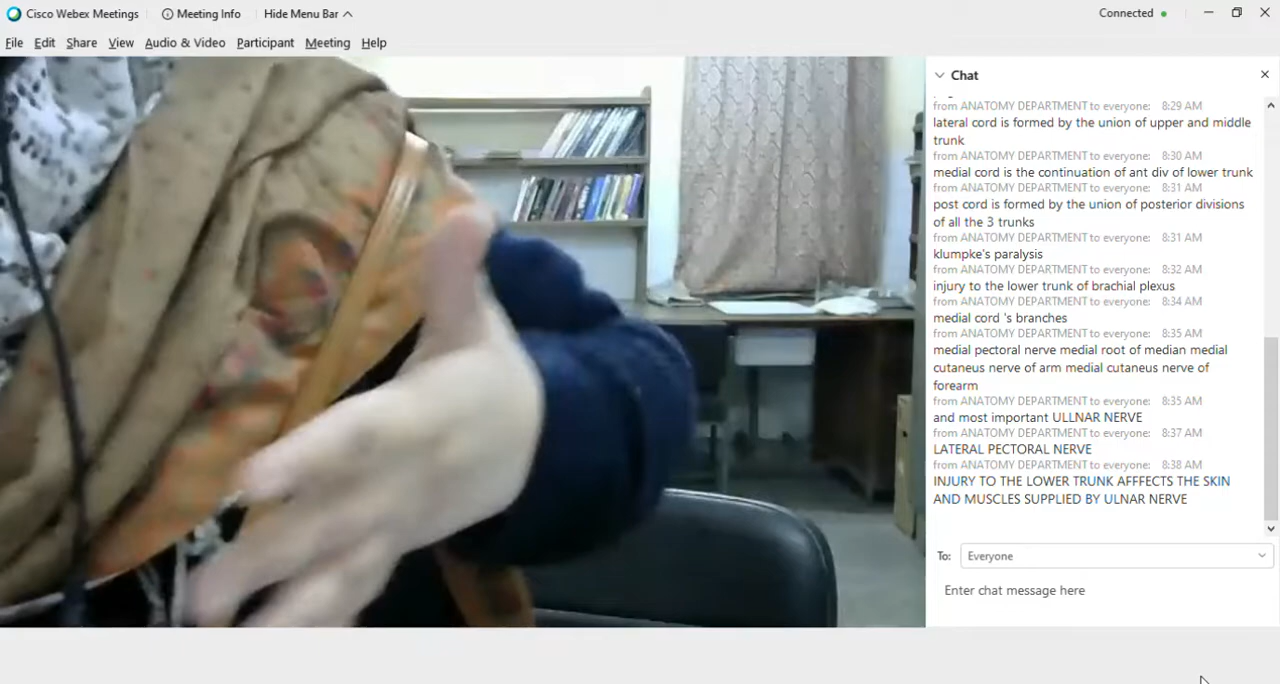 Cisco Webex Meetings Meeting Info Hide Menu Bar Connected
File Edit Share View Audio & Video Participant Meeting Help
Chat
from ANATOMY DEPARTMENT to everyone: 8:29 AM
lateral cord is formed by the union of upper and middle
trunk
from ANATOMY DEPARTMENT to everyone: 8:30 AM
medial cord is the continuation of ant div of lower trunk
from ANATOMY DEPARTMENT to everyone: 8:31 AM
post cord is formed by the union of posterior divisions
of all the 3 trunks
from ANATOMY DEPARTMENT to everyone: 8:31 AM
klumpke's paralysis
from ANATOMY DEPARTMENT to everyone: 8:32 AM
injury to the lower trunk of brachial plexus
from ANATOMY DEPARTMENT to everyone: 8:34 AM
medial cord 's branches
from ANATOMY DEPARTMENT to everyone: 8:35 AM
medial pectoral nerve medial root of median medial
cutaneus nerve of arm medial cutaneus nerve of
forearm
from ANATOMY DEPARTMENT to everyone: 8:35 AM
and most important ULLNAR NERVE
from ANATOMY DEPARTMENT to everyone: 8:37 AM
LATERAL PECTORAL NERVE
from ANATOMY DEPARTMENT to everyone: 8:38 AM
INJURY TO THE LOWER TRUNK AFFFECTS THE SKIN
AND MUSCLES SUPPLIED BY ULNAR NERVE
To: Everyone
Enter chat message here